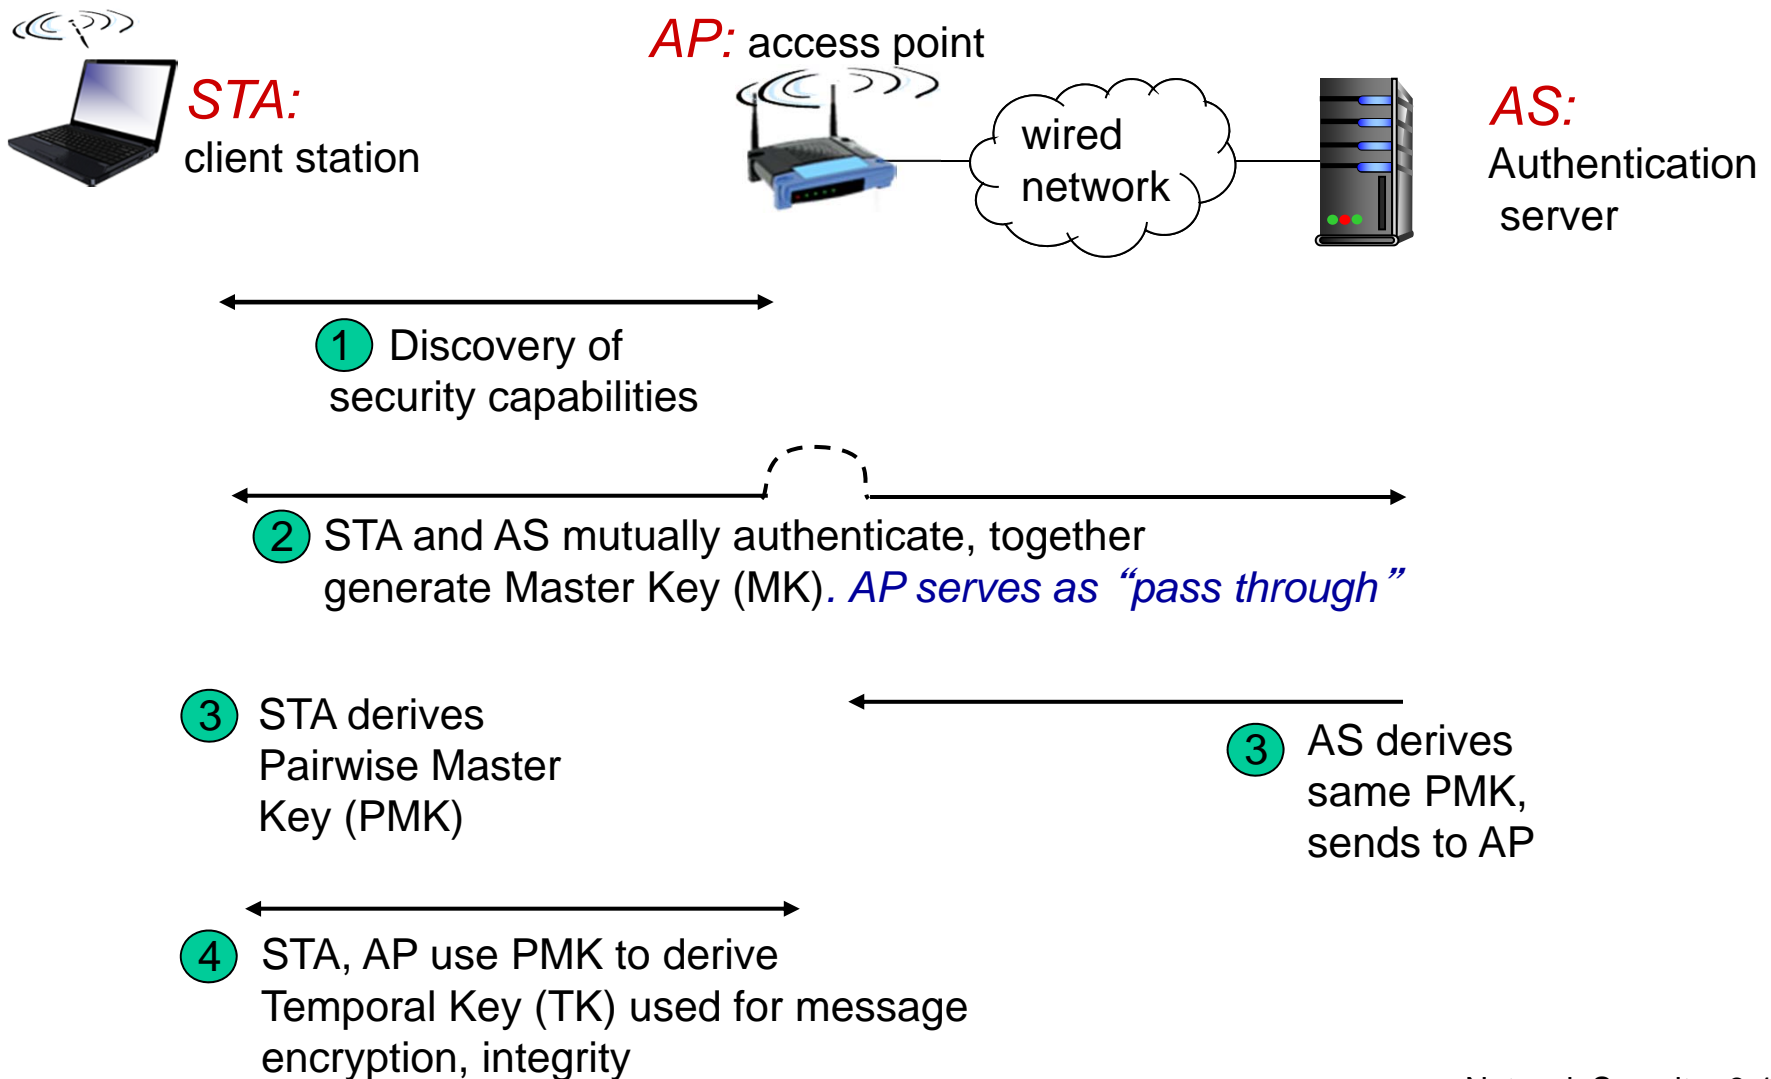 AP: access point
STA:
client station
wired
network
AS:
Authentication
server
1 Discovery of
security capabilities
2 STA and AS mutually authenticate, together
generate Master Key (MK). AP serves as “pass through”
3 STA derives
Pairwise Master
Key (PMK)
3 AS derives
same PMK,
sends to AP
4 STA, AP use PMK to derive
Temporal Key (TK) used for message
encryption, integrity